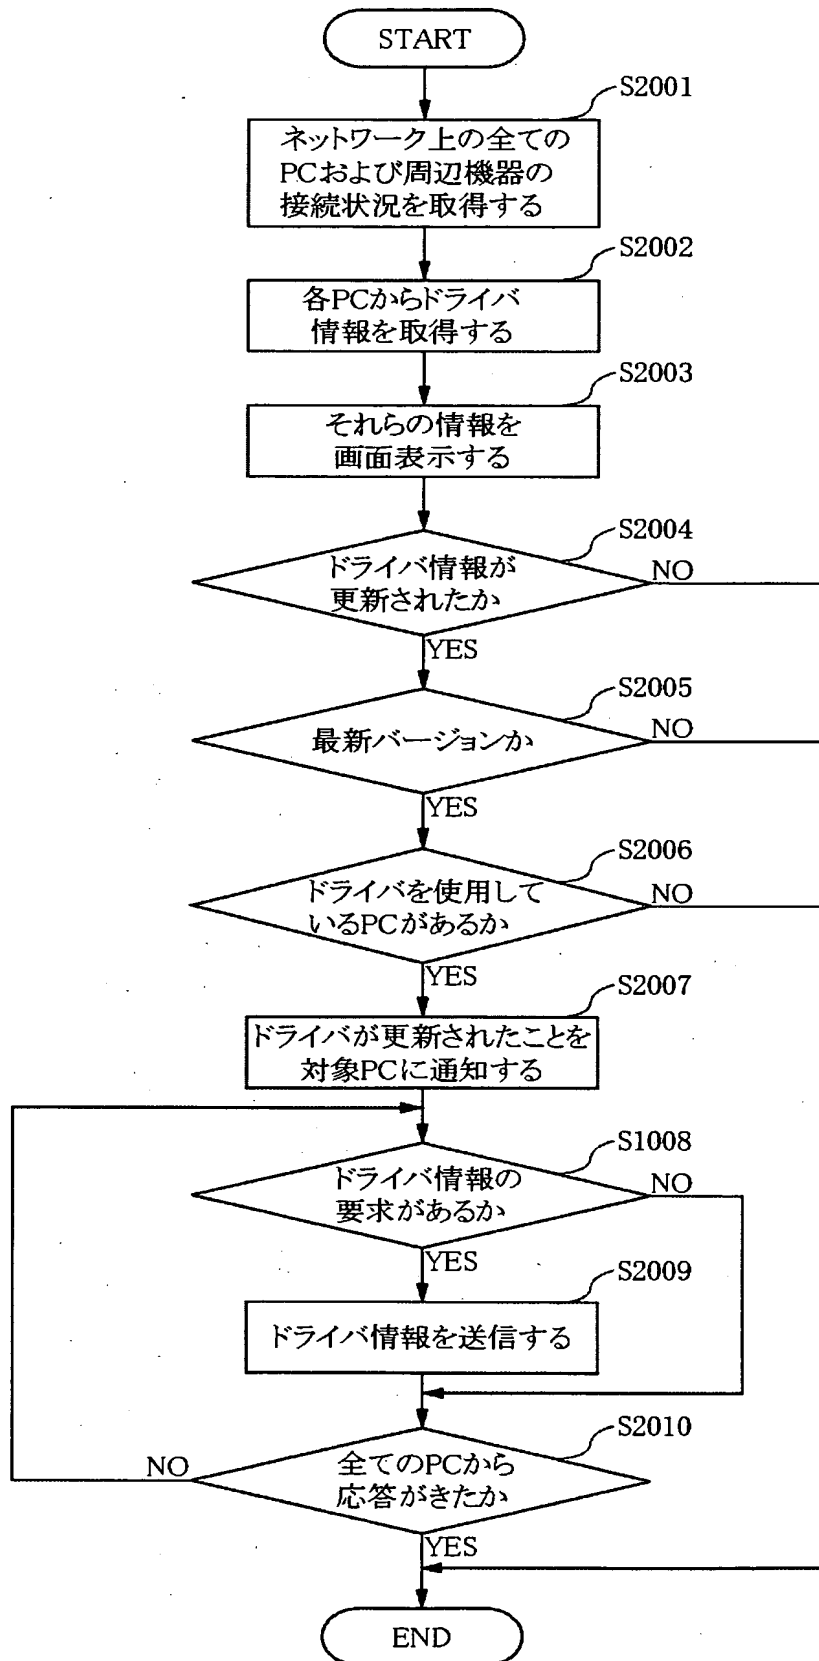 START
S2001
ネットワーク上の全ての
PCおよび周辺機器の
接続状況を取得する
S2002
各PCからドライバ
情報を取得する
S2003
それらの情報を
画面表示する
S2004
ドライバ情報が
更新されたか
NO
YES
S2005
最新バージョンか
NO
YES
S2006
ドライバを使用して
いるPCがあるか
NO
YES
S2007
ドライバが更新されたことを
対象PCに通知する
S1008
ドライバ情報の
要求があるか
NO
YES
S2009
ドライバ情報を送信する
S2010
NO
全てのPCから
応答がきたか
YES
END